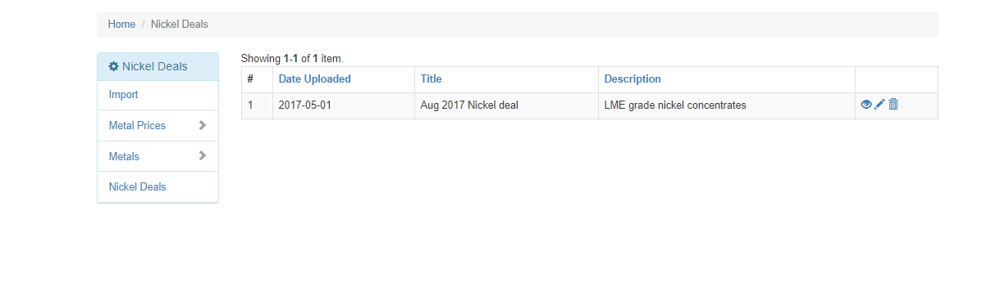 Home / Nickel Deals
Nickel Deals
Import
Metal Prices
Metals
Nickel Deals
Showing 1-1 of 1 item.
# Date Uploaded Title Description
1 2017-05-01 Aug 2017 Nickel deal LME grade nickel concentrates